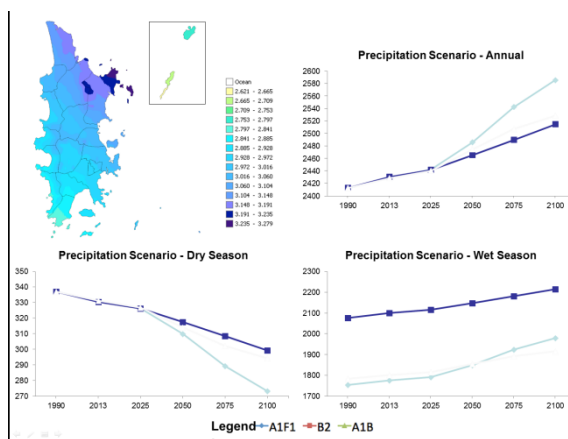 Ocean
2.621 - 2.665
2.665 - 2.709
2.709 - 2.753
2.753 - 2.797
2.797 - 2.841
2.841 - 2.885
2.885 - 2.928
2.928 - 2.972
2.972 - 3.016
3.016 - 3.060
3.060 - 3.104
3.104 - 3.148
3.148 - 3.191
3.191 - 3.235
3.235 - 3.279
Precipitation Scenario - Annual
2600
2580
2560
2540
2520
2500
2480
2460
2440
2420
2400
1990 2013 2025 2050 2075 2100
Precipitation Scenario - Dry Season
350
340
330
320
310
300
290
280
270
1990 2013 2025 2050 2075 2100
Precipitation Scenario - Wet Season
2300
2200
2100
2000
1900
1800
1700
1990 2013 2025 2050 2075 2100
Legend A1F1 B2 A1B